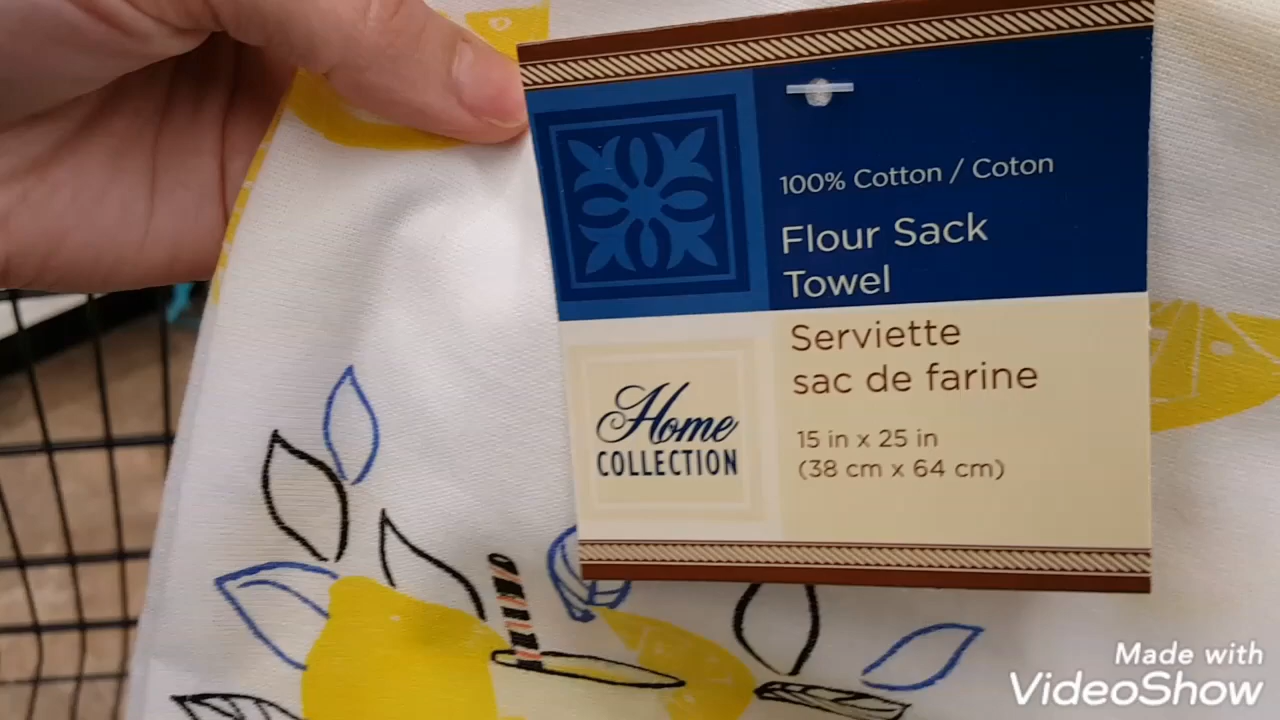 100% Cotton / Coton
Flour Sack
Towel
Serviette
sac de farine
15 in x 25 in
(38 cm x 64 cm)
Home
COLLECTION
Made with
VideoShow